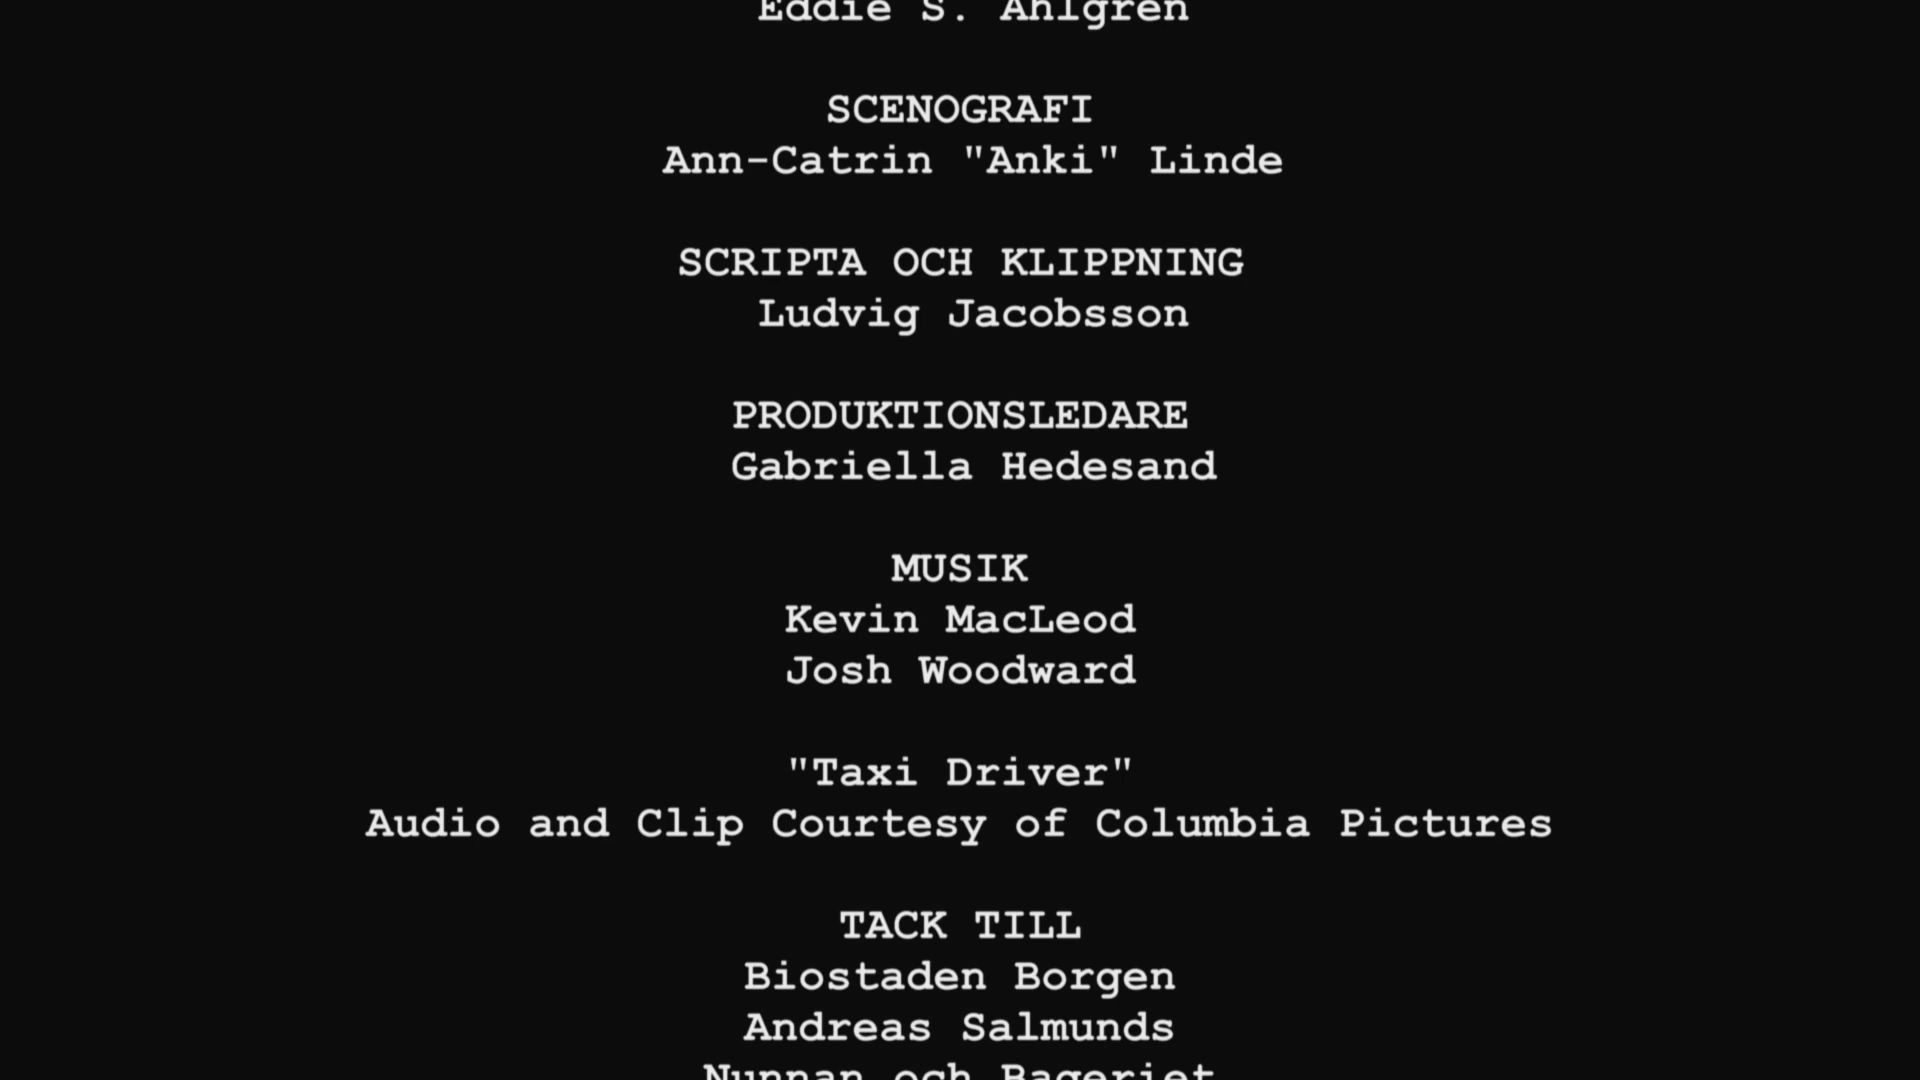 Eddie S. Ahlgren
SCENOGRAFI
Ann-Catrin "Anki" Linde
SCRIPTA OCH KLIPPNING
Ludvig Jacobsson
PRODUKTIONSLEDARE
Gabriella Hedesand
MUSIK
Kevin MacLeod
Josh Woodward
"Taxi Driver"
Audio and Clip Courtesy of Columbia Pictures
TACK TILL
Biostaden Borgen
Andreas Salmunds
Nunnan och Bageriet